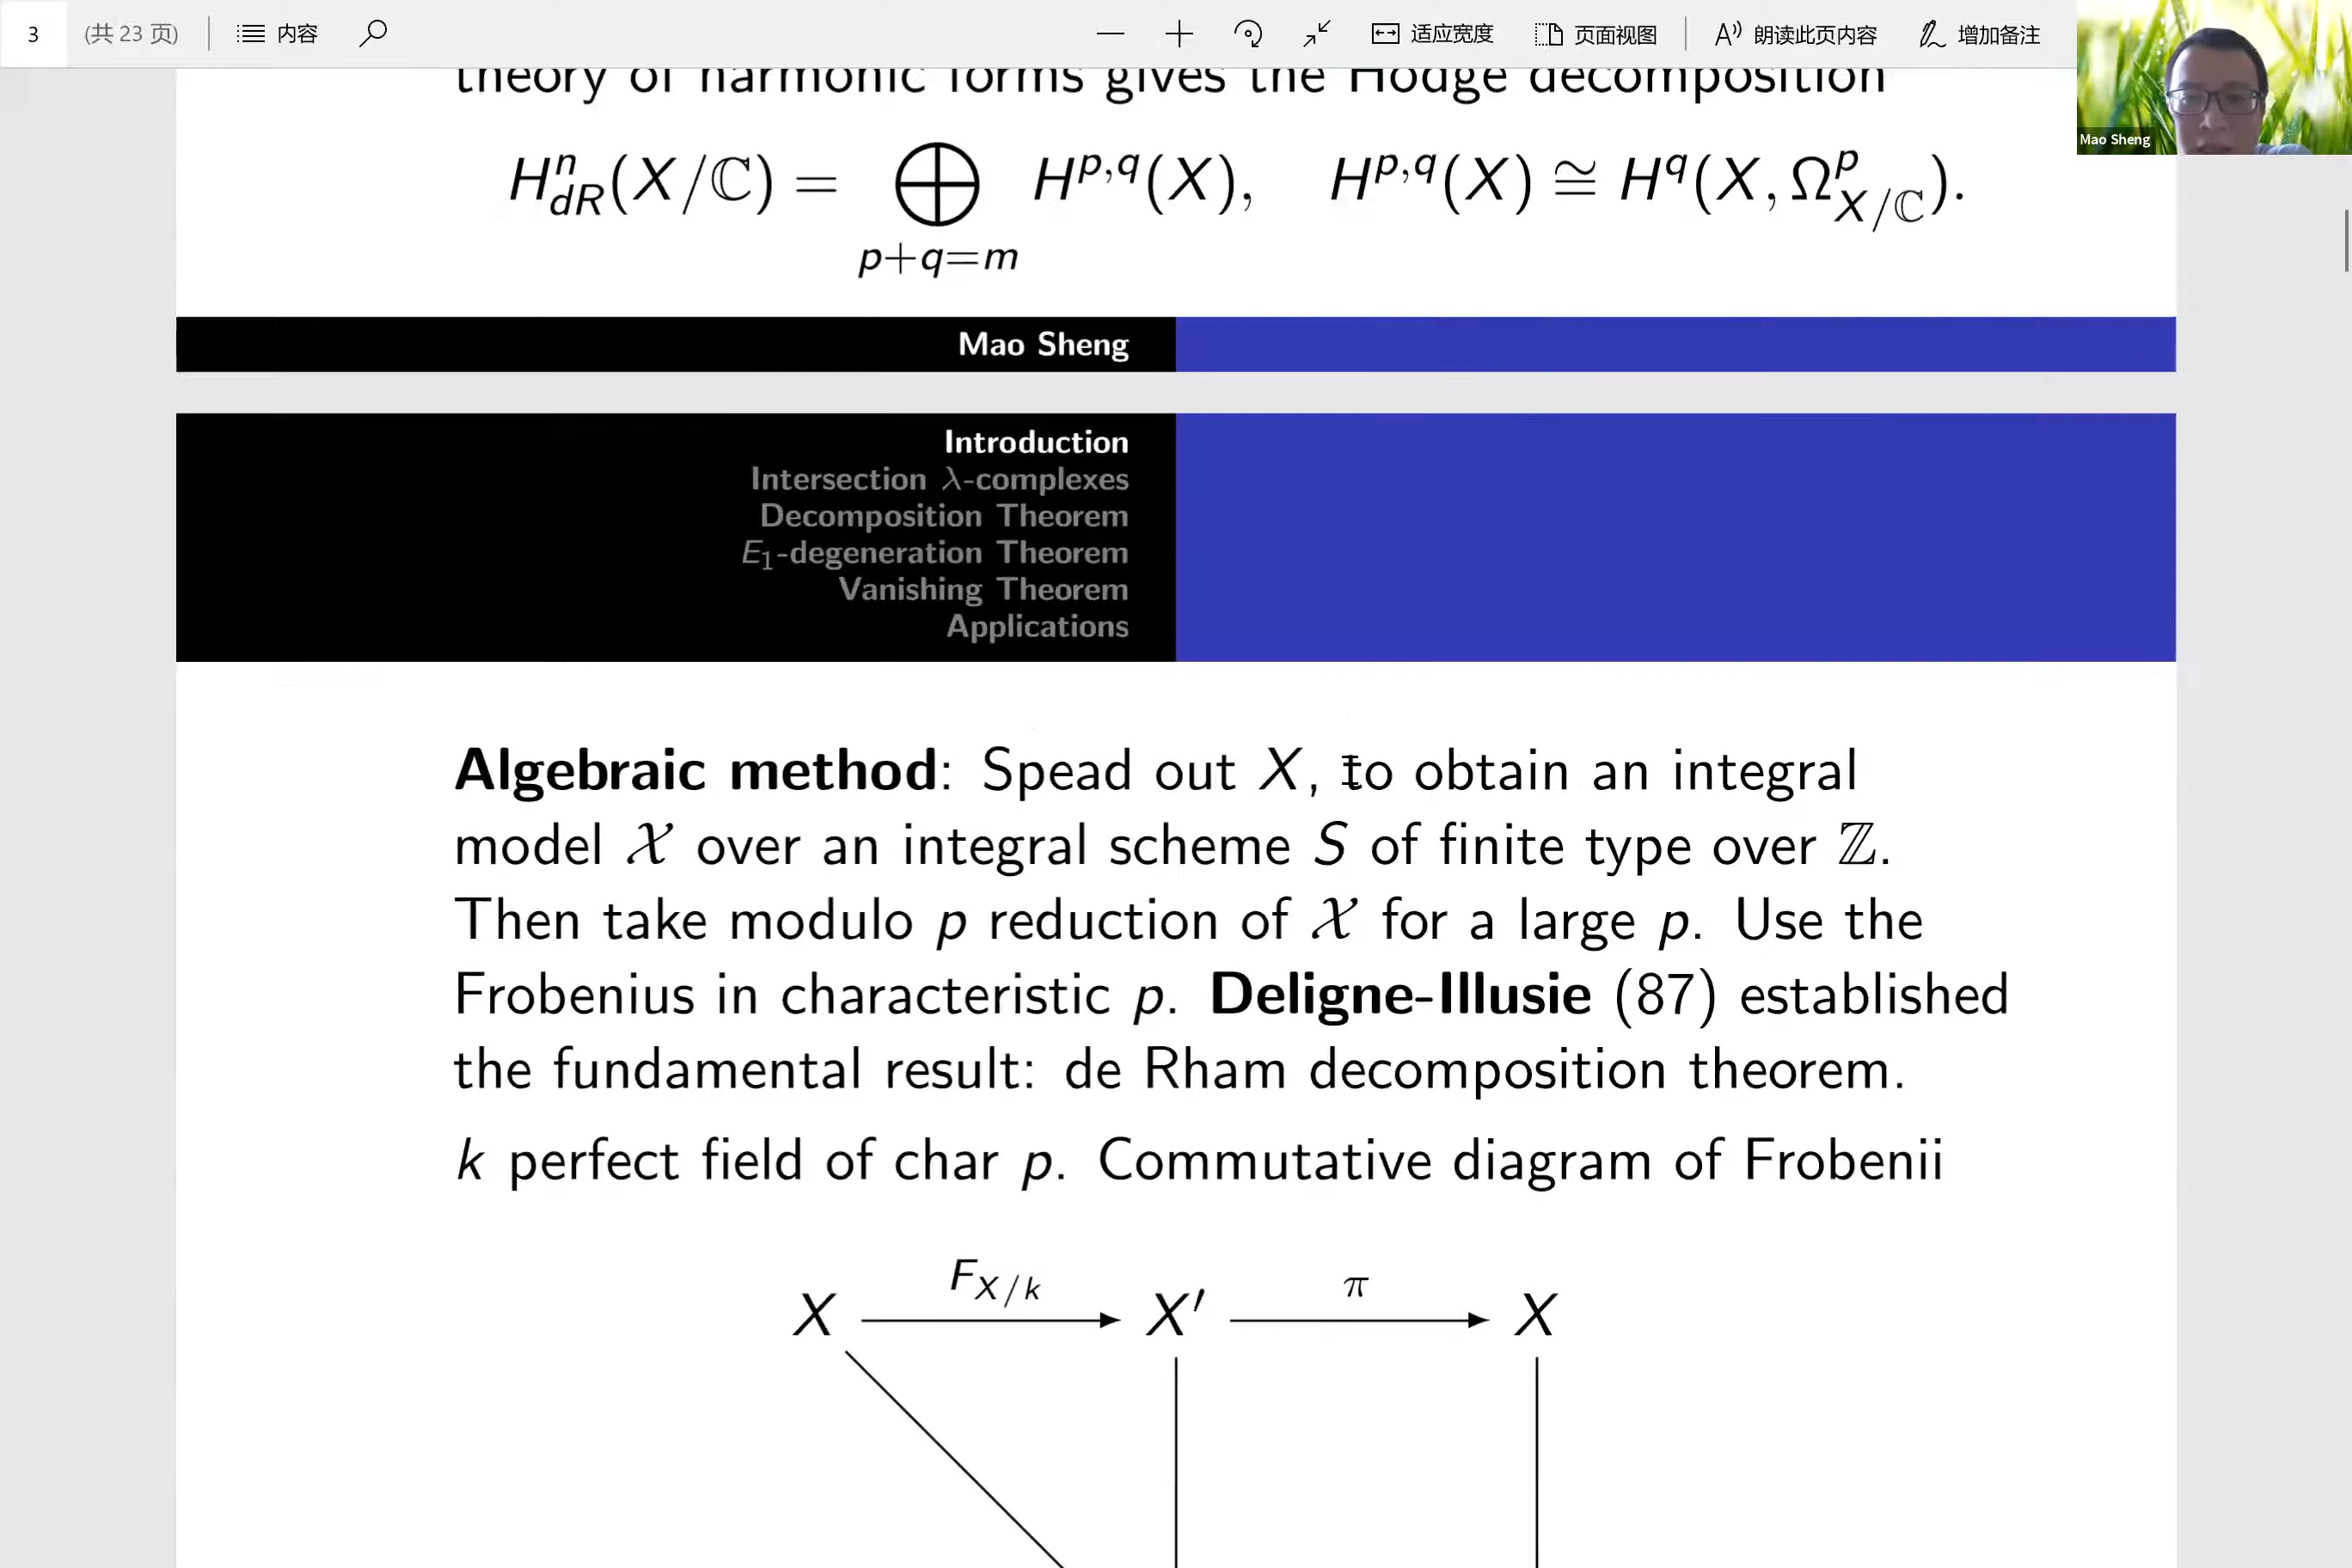 3 (共 23 页) 内容 适应宽度 页面视图 朗读此页内容 增加备注
Mao Sheng
theory of harmonic forms gives the Hodge decomposition
H^n_{dR}(X/ℂ) = ⨁_{p+q=m} H^{p,q}(X), H^{p,q}(X) ≅ H^q(X, Ω^p_{X/ℂ}).
Mao Sheng
Introduction
Intersection λ-complexes
Decomposition Theorem
E₁-degeneration Theorem
Vanishing Theorem
Applications
Algebraic method: Spead out X, to obtain an integral
model 𝒳 over an integral scheme S of finite type over ℤ.
Then take modulo p reduction of 𝒳 for a large p. Use the
Frobenius in characteristic p. Deligne-Illusie (87) established
the fundamental result: de Rham decomposition theorem.
k perfect field of char p. Commutative diagram of Frobenii
F_{X/k} π
X X′ X